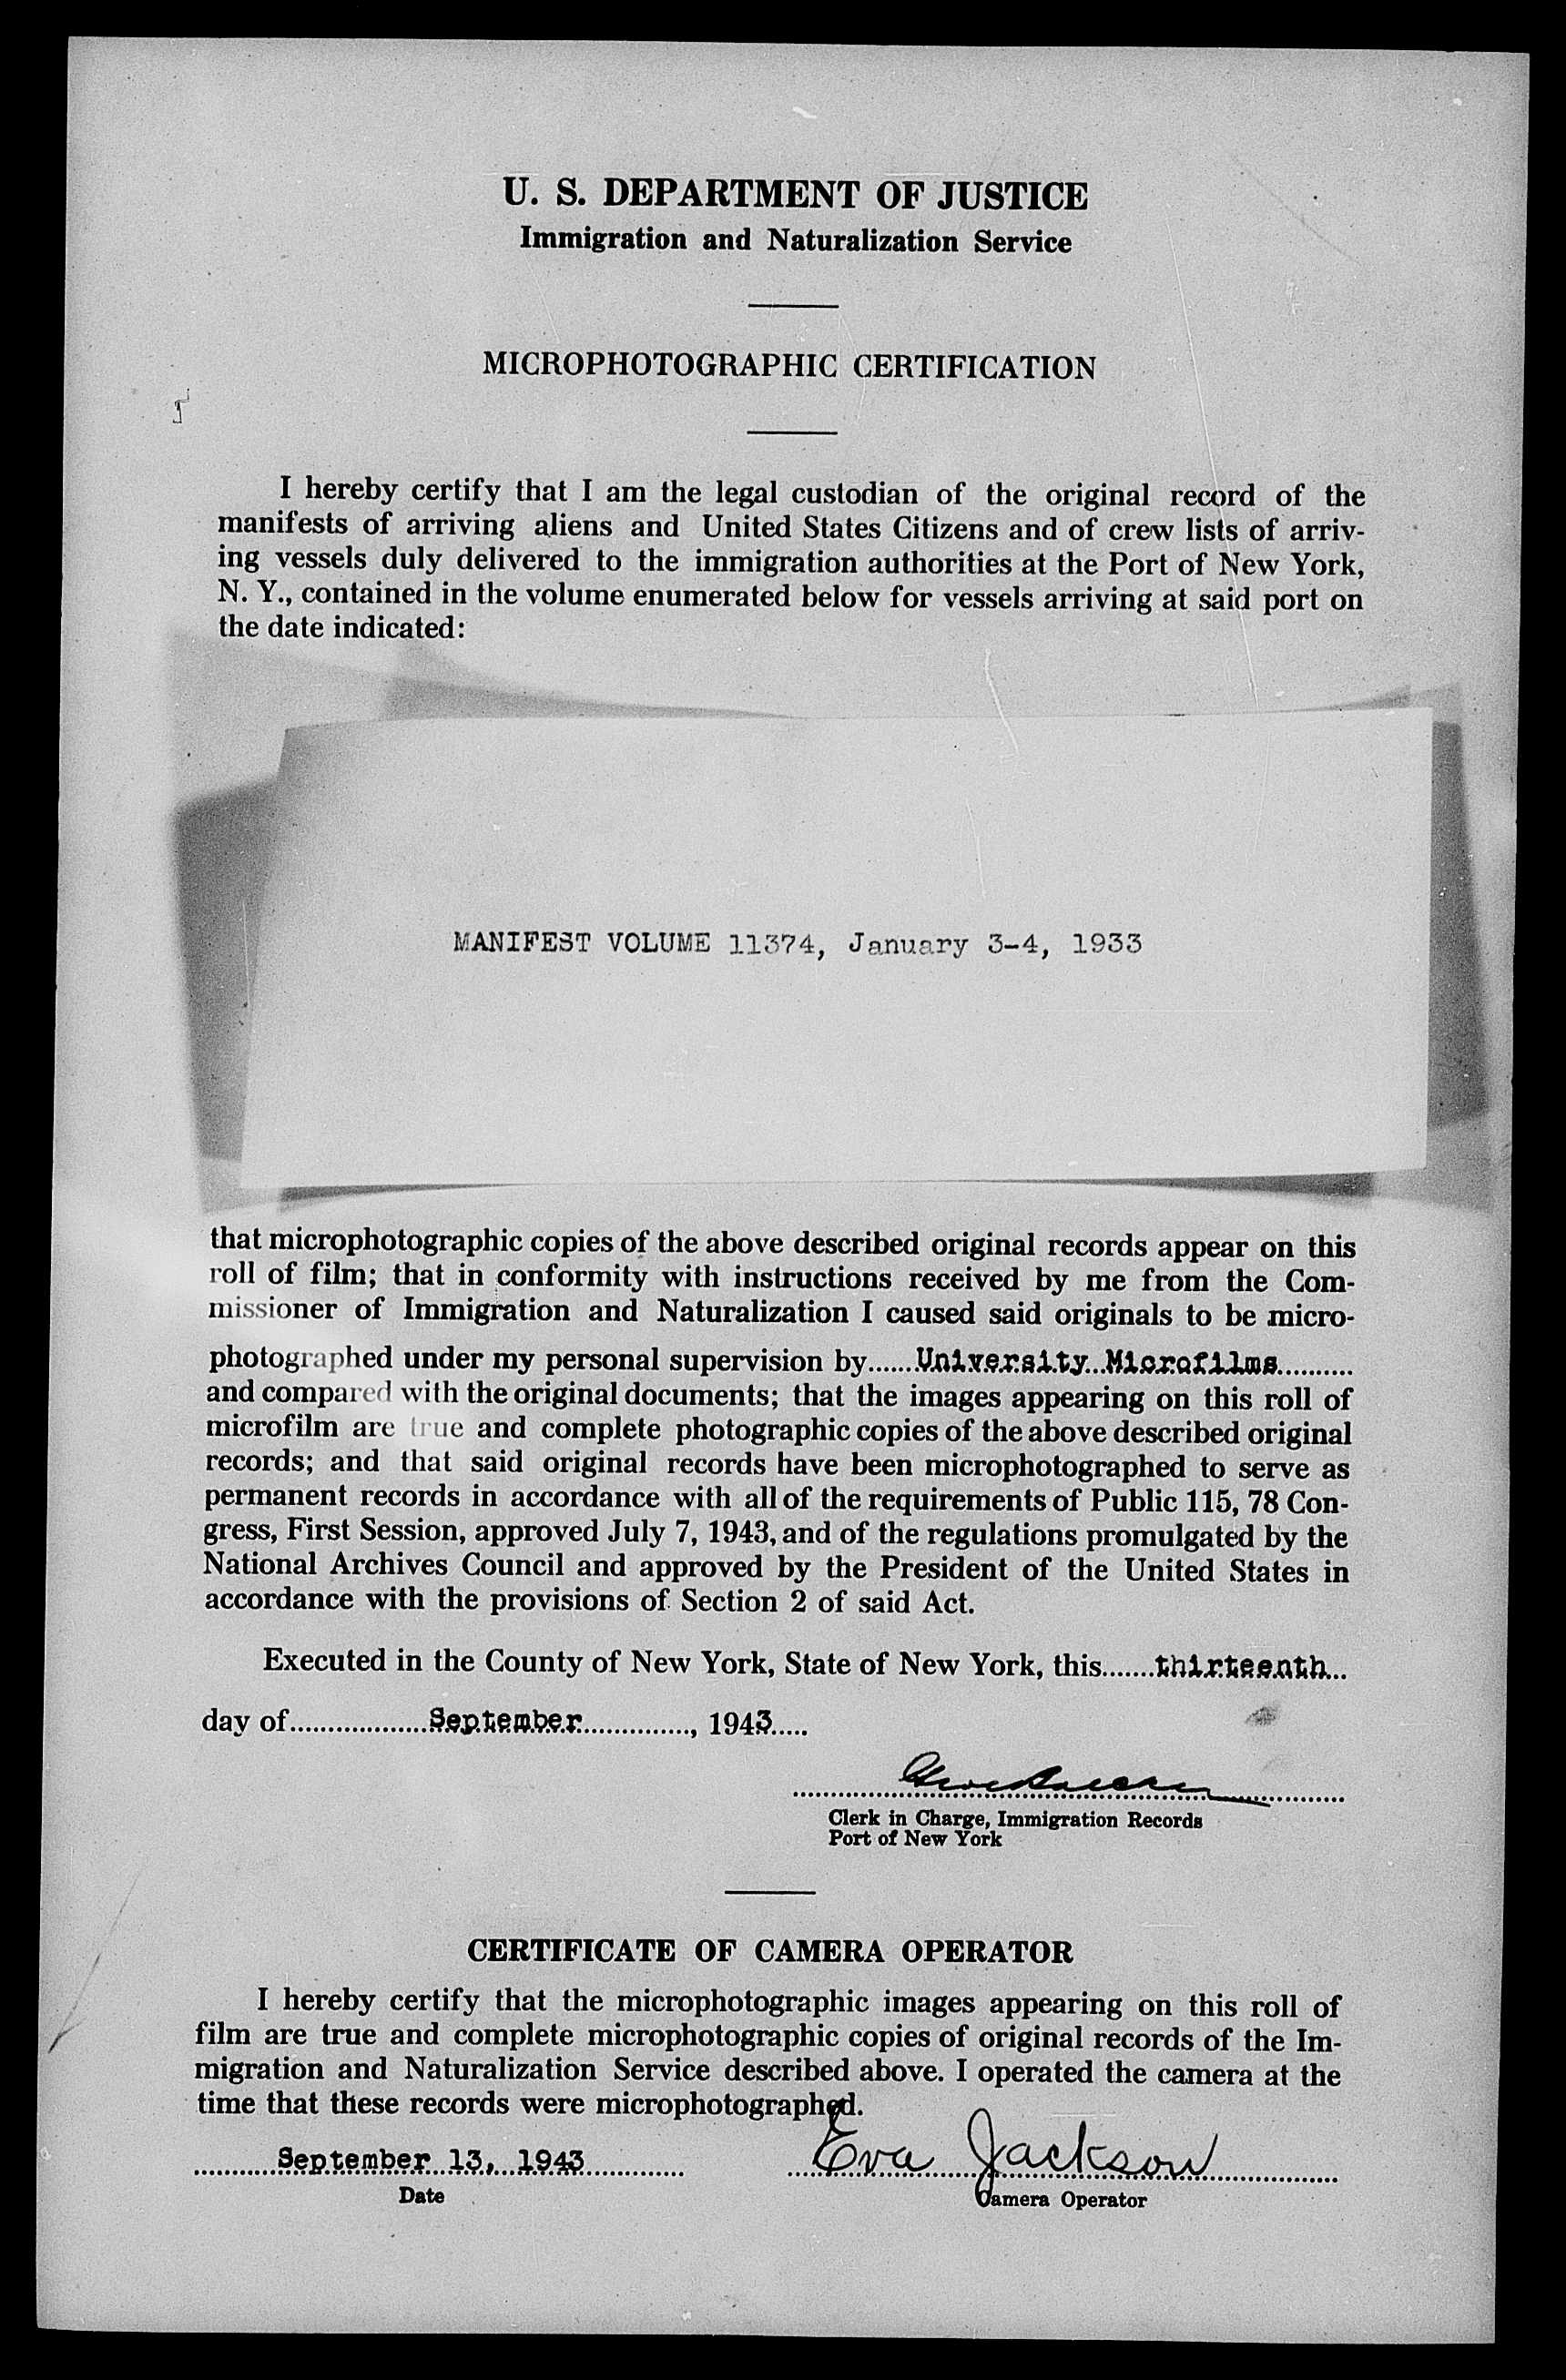 U. S. DEPARTMENT OF JUSTICE
Immigration and Naturalization Service
MICROPHOTOGRAPHIC CERTIFICATION
I hereby certify that I am the legal custodian of the original record of the
manifests of arriving aliens and United States Citizens and of crew lists of arriv-
ing vessels duly delivered to the immigration authorities at the Port of New York,
N. Y., contained in the volume enumerated below for vessels arriving at said port on
the date indicated:
MANIFEST VOLUME 11374, January 3-4, 1933
that microphotographic copies of the above described original records appear on this
roll of film; that in conformity with instructions received by me from the Com-
missioner of Immigration and Naturalization I caused said originals to be micro-
photographed under my personal supervision by......University Microfilms..........
and compared with the original documents; that the images appearing on this roll of
microfilm are true and complete photographic copies of the above described original
records; and that said original records have been microphotographed to serve as
permanent records in accordance with all of the requirements of Public 115, 78 Con-
gress, First Session, approved July 7, 1943, and of the regulations promulgated by the
National Archives Council and approved by the President of the United States in
accordance with the provisions of Section 2 of said Act.
Executed in the County of New York, State of New York, this.......thirteenth...
day of..................September.............., 1943.....
Clerk in Charge, Immigration Records
Port of New York
CERTIFICATE OF CAMERA OPERATOR
I hereby certify that the microphotographic images appearing on this roll of
film are true and complete microphotographic copies of original records of the Im-
migration and Naturalization Service described above. I operated the camera at the
time that these records were microphotographed.
September 13, 1943 Eva Jackson
Date Camera Operator